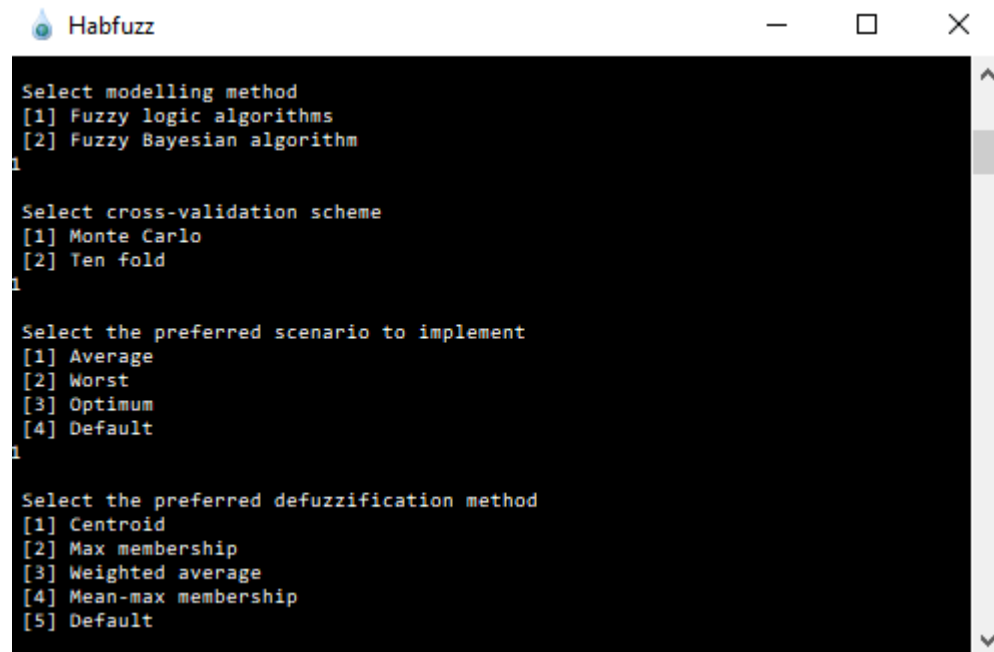 Habfuzz
Select modelling method
[1] Fuzzy logic algorithms
[2] Fuzzy Bayesian algorithm
1
Select cross-validation scheme
[1] Monte Carlo
[2] Ten fold
1
Select the preferred scenario to implement
[1] Average
[2] Worst
[3] Optimum
[4] Default
1
Select the preferred defuzzification method
[1] Centroid
[2] Max membership
[3] Weighted average
[4] Mean-max membership
[5] Default